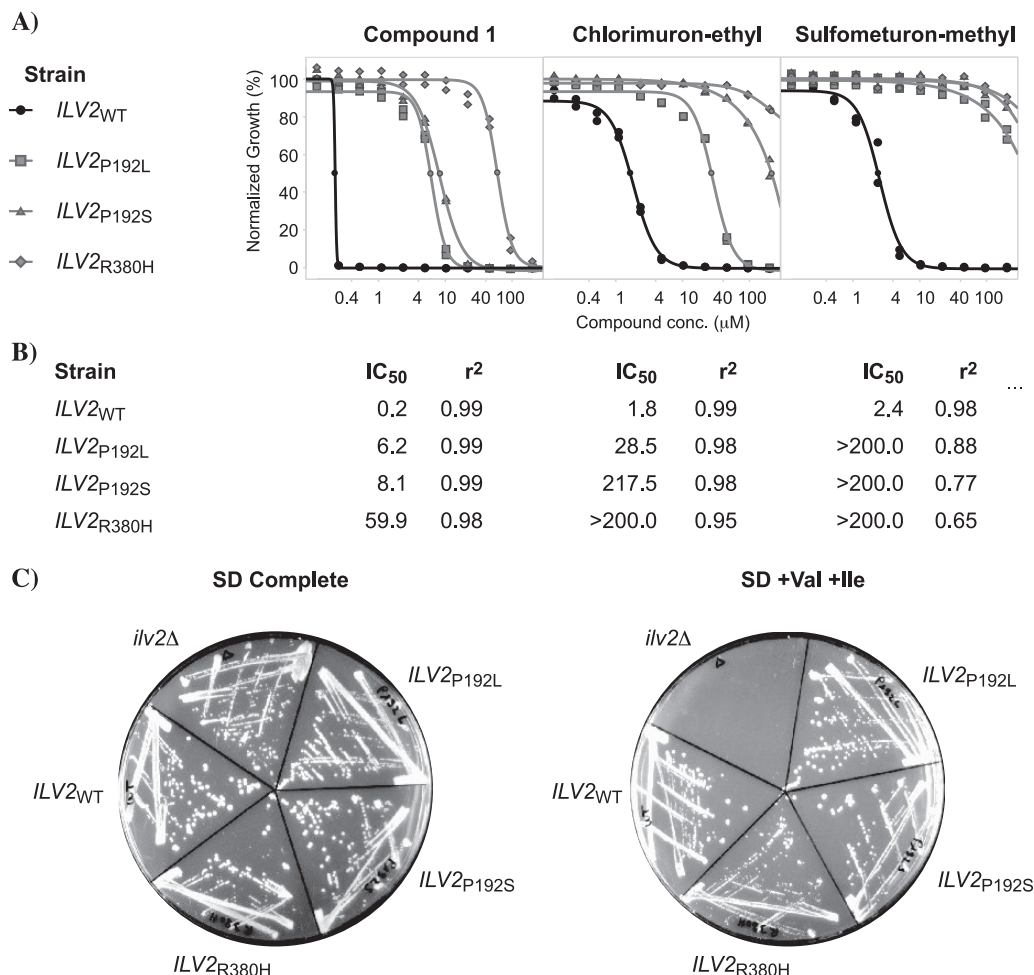 A)
Compound 1 Chlorimuron-ethyl Sulfometuron-methyl
Strain
ILV2WT
ILV2P192L
ILV2P192S
ILV2R380H
Normalized Growth (%)
100
80
60
40
20
0
0.4 1 4 10 40 100 0.4 1 4 10 40 100 0.4 1 4 10 40 100
Compound conc. (μM)
B)
Strain IC50 r2 IC50 r2 IC50 r2 ...
ILV2WT 0.2 0.99 1.8 0.99 2.4 0.98
ILV2P192L 6.2 0.99 28.5 0.98 >200.0 0.88
ILV2P192S 8.1 0.99 217.5 0.98 >200.0 0.77
ILV2R380H 59.9 0.98 >200.0 0.95 >200.0 0.65
C)
SD Complete SD +Val +Ile
ilv2Δ ilv2Δ
Δ Δ
ILV2P192L ILV2P192L
P192L P192L
ILV2WT ILV2WT
ILV2P192S ILV2P192S
P192S
R380H R380H
ILV2R380H ILV2R380H